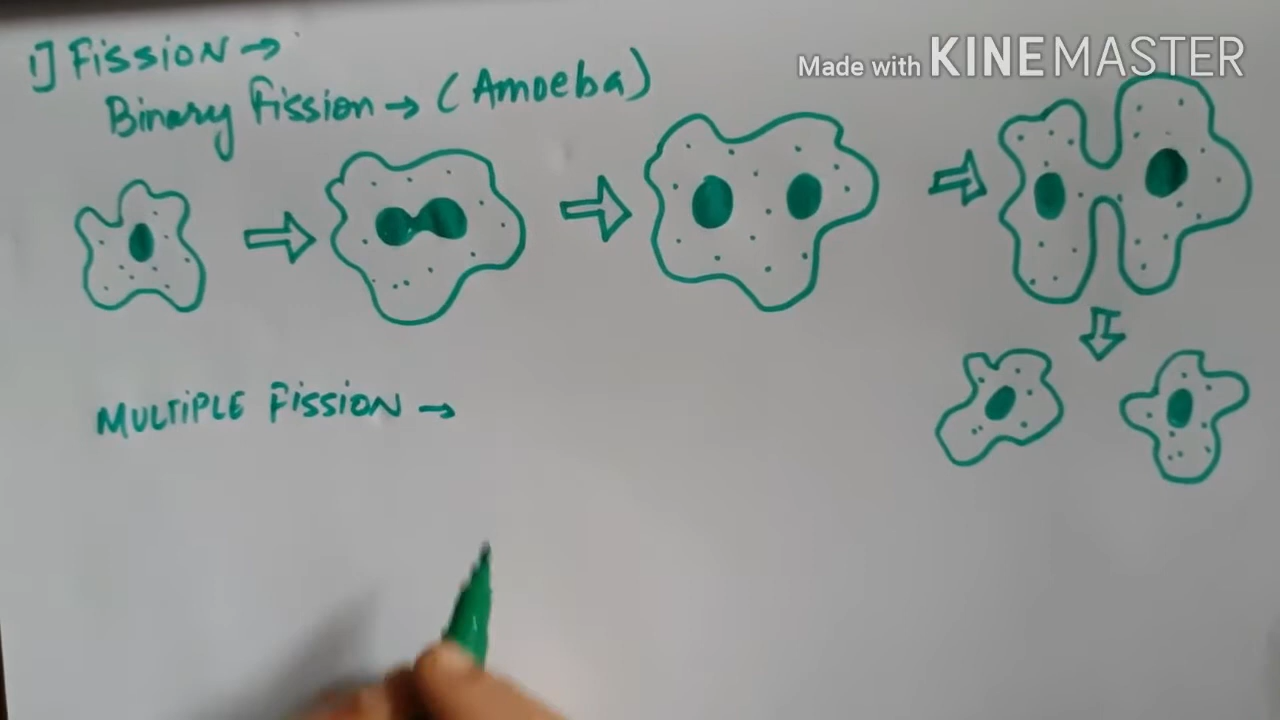 1] Fission →
Binary Fission → (Amoeba)
MULTIPLE Fission →
Made with KINEMASTER